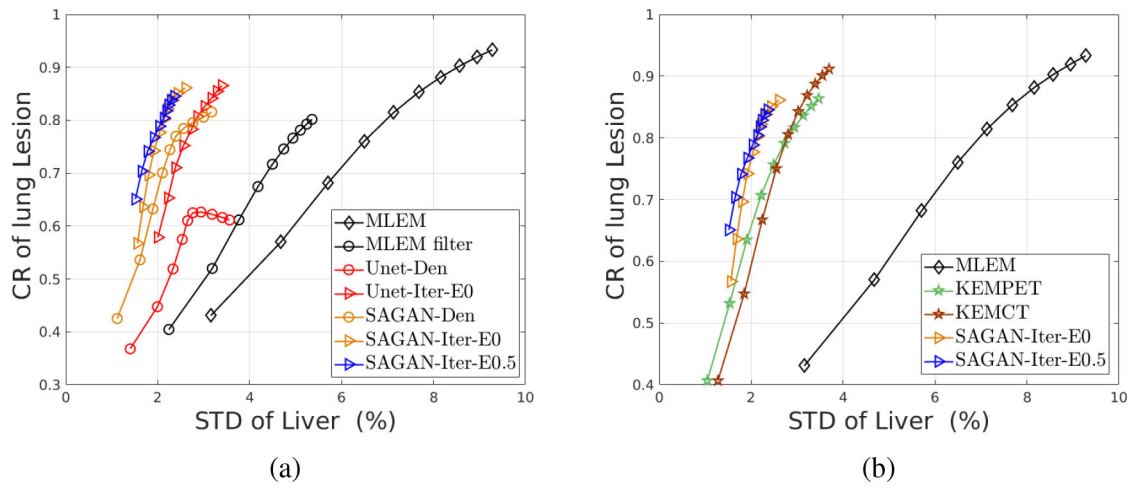 1
0.9
0.8
0.7
0.6
0.5
0.4
0.3
0 2 4 6 8 10
CR of lung Lesion
STD of Liver (%)
MLEM
MLEM filter
Unet-Den
Unet-Iter-E0
SAGAN-Den
SAGAN-Iter-E0
SAGAN-Iter-E0.5
(a)
1
0.9
0.8
0.7
0.6
0.5
0.4
0 2 4 6 8 10
CR of lung Lesion
STD of Liver (%)
MLEM
KEMPET
KEMCT
SAGAN-Iter-E0
SAGAN-Iter-E0.5
(b)